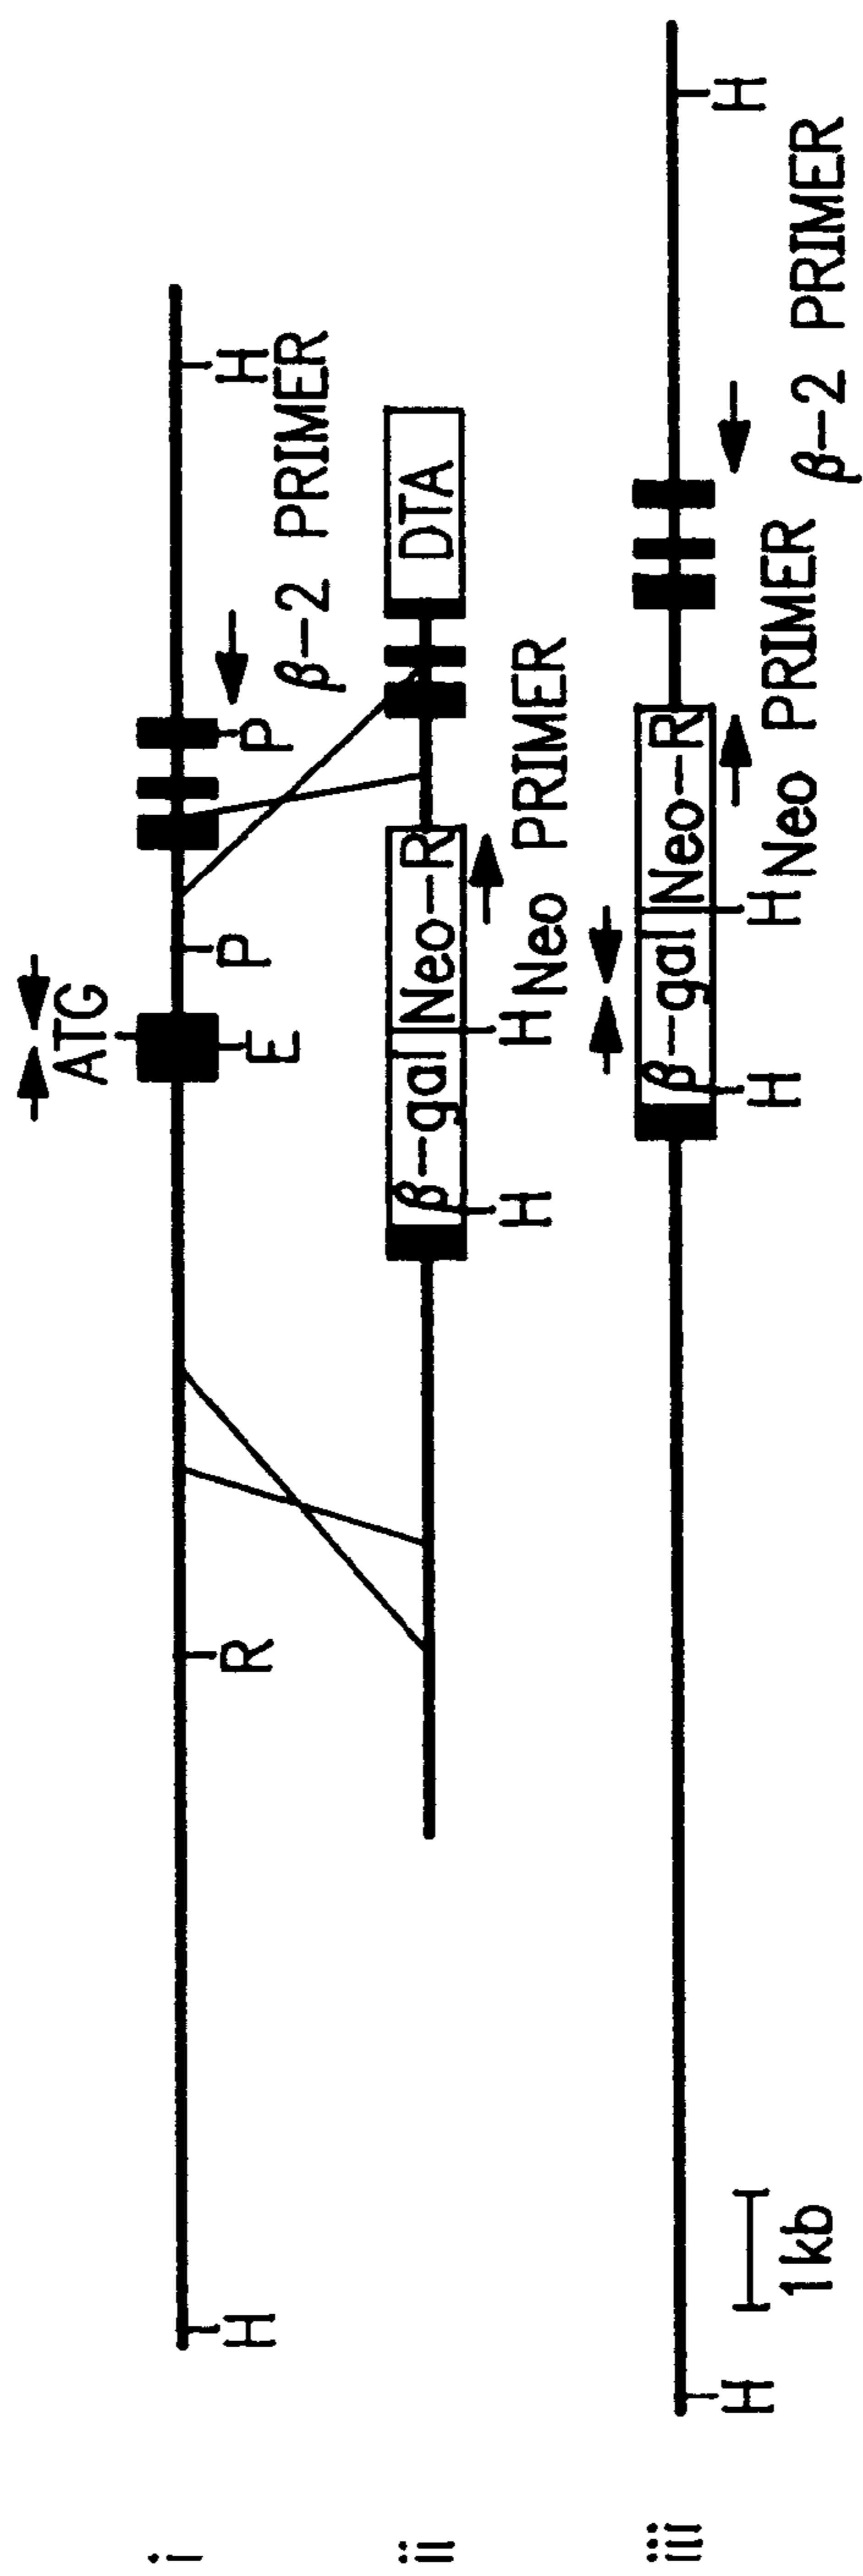 i
ATG
H
R
E
P
P
H
β-2 PRIMER
ii
β-gal Neo-R
DTA
H
H
Neo PRIMER
iii
β-gal Neo-R
H
H
H
H
Neo PRIMER
β-2 PRIMER
1kb